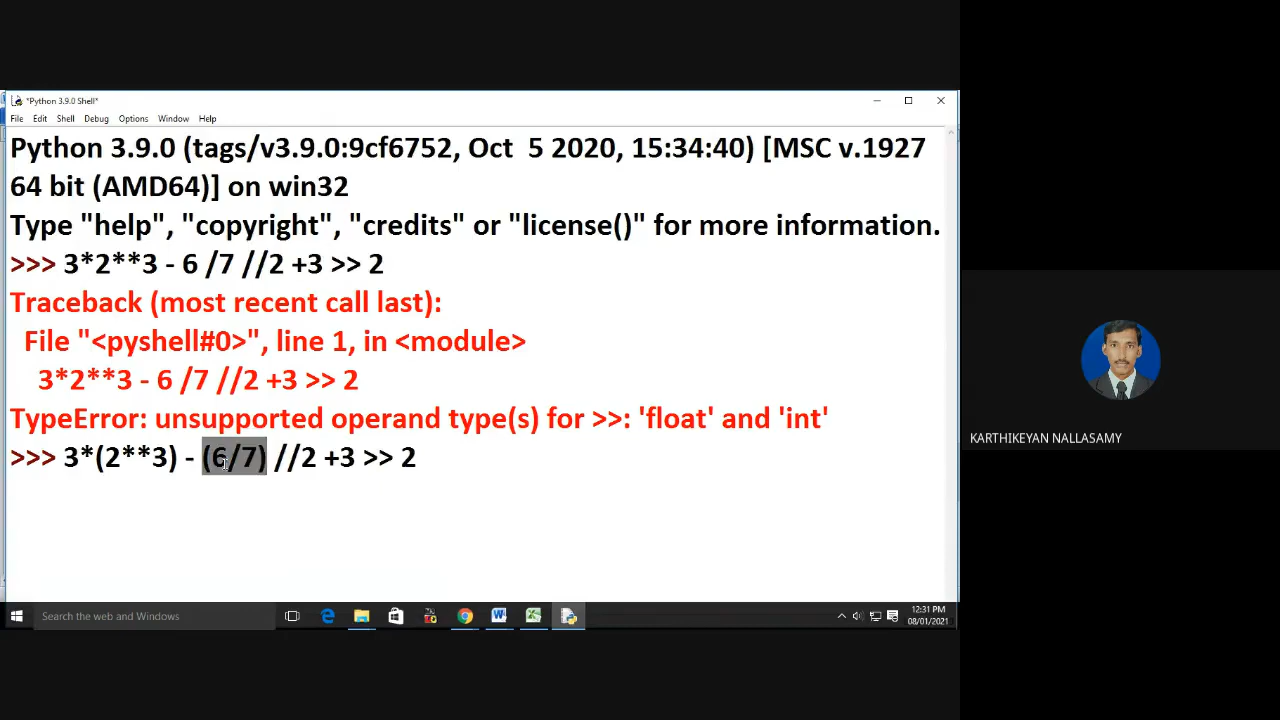 *Python 3.9.0 Shell*
File Edit Shell Debug Options Window Help
Python 3.9.0 (tags/v3.9.0:9cf6752, Oct  5 2020, 15:34:40) [MSC v.1927
64 bit (AMD64)] on win32
Type "help", "copyright", "credits" or "license()" for more information.
>>> 3*2**3 - 6 /7 //2 +3 >> 2
Traceback (most recent call last):
  File "<pyshell#0>", line 1, in <module>
    3*2**3 - 6 /7 //2 +3 >> 2
TypeError: unsupported operand type(s) for >>: 'float' and 'int'
>>> 3*(2**3) - (6/7) //2 +3 >> 2
KARTHIKEYAN NALLASAMY
Search the web and Windows
12:31 PM
08/01/2021